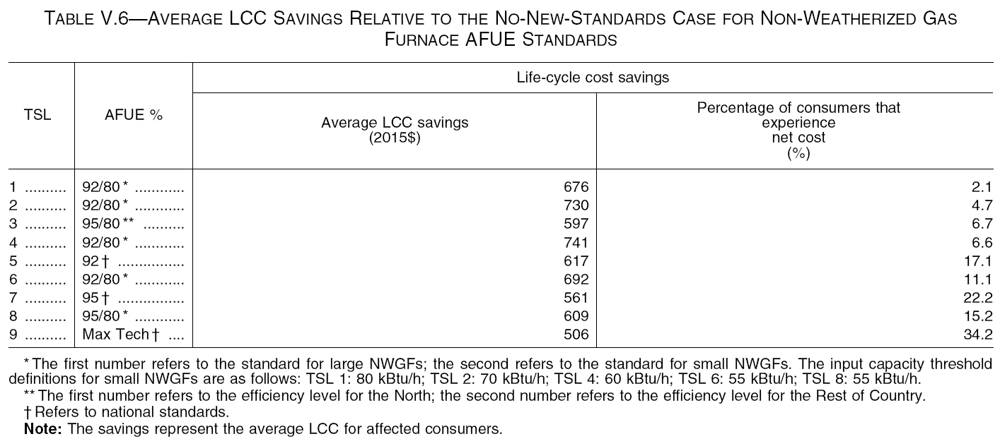 TABLE V.6—AVERAGE LCC SAVINGS RELATIVE TO THE NO-NEW-STANDARDS CASE FOR NON-WEATHERIZED GAS
FURNACE AFUE STANDARDS
TSL
AFUE %
Life-cycle cost savings
Average LCC savings
(2015$)
Percentage of consumers that
experience
net cost
(%)
1 .......... 92/80 * ............ 676 2.1
2 .......... 92/80 * ............ 730 4.7
3 .......... 95/80 ** .......... 597 6.7
4 .......... 92/80 * ............ 741 6.6
5 .......... 92 † ................ 617 17.1
6 .......... 92/80 * ............ 692 11.1
7 .......... 95 † ................ 561 22.2
8 .......... 95/80 * ............ 609 15.2
9 .......... Max Tech † .... 506 34.2
* The first number refers to the standard for large NWGFs; the second refers to the standard for small NWGFs. The input capacity threshold
definitions for small NWGFs are as follows: TSL 1: 80 kBtu/h; TSL 2: 70 kBtu/h; TSL 4: 60 kBtu/h; TSL 6: 55 kBtu/h; TSL 8: 55 kBtu/h.
** The first number refers to the efficiency level for the North; the second number refers to the efficiency level for the Rest of Country.
† Refers to national standards.
Note: The savings represent the average LCC for affected consumers.